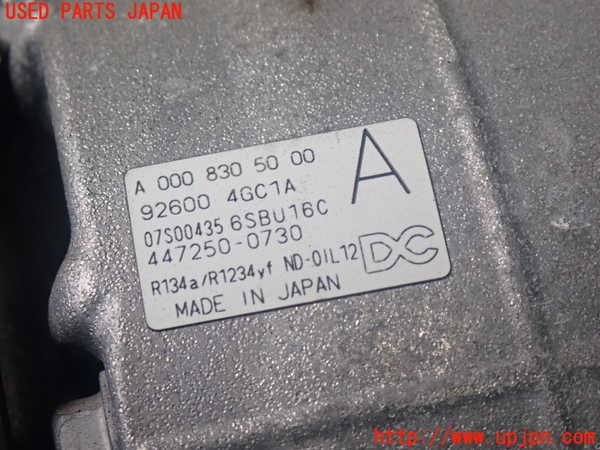 USED PARTS JAPAN
A 000 830 50 00
92600 4GC1A
A
07S00435 6SBU16C
447250-0730
R134a/R1234yf ND-OIL12
DC
MADE IN JAPAN
http://www.upjpn.com/